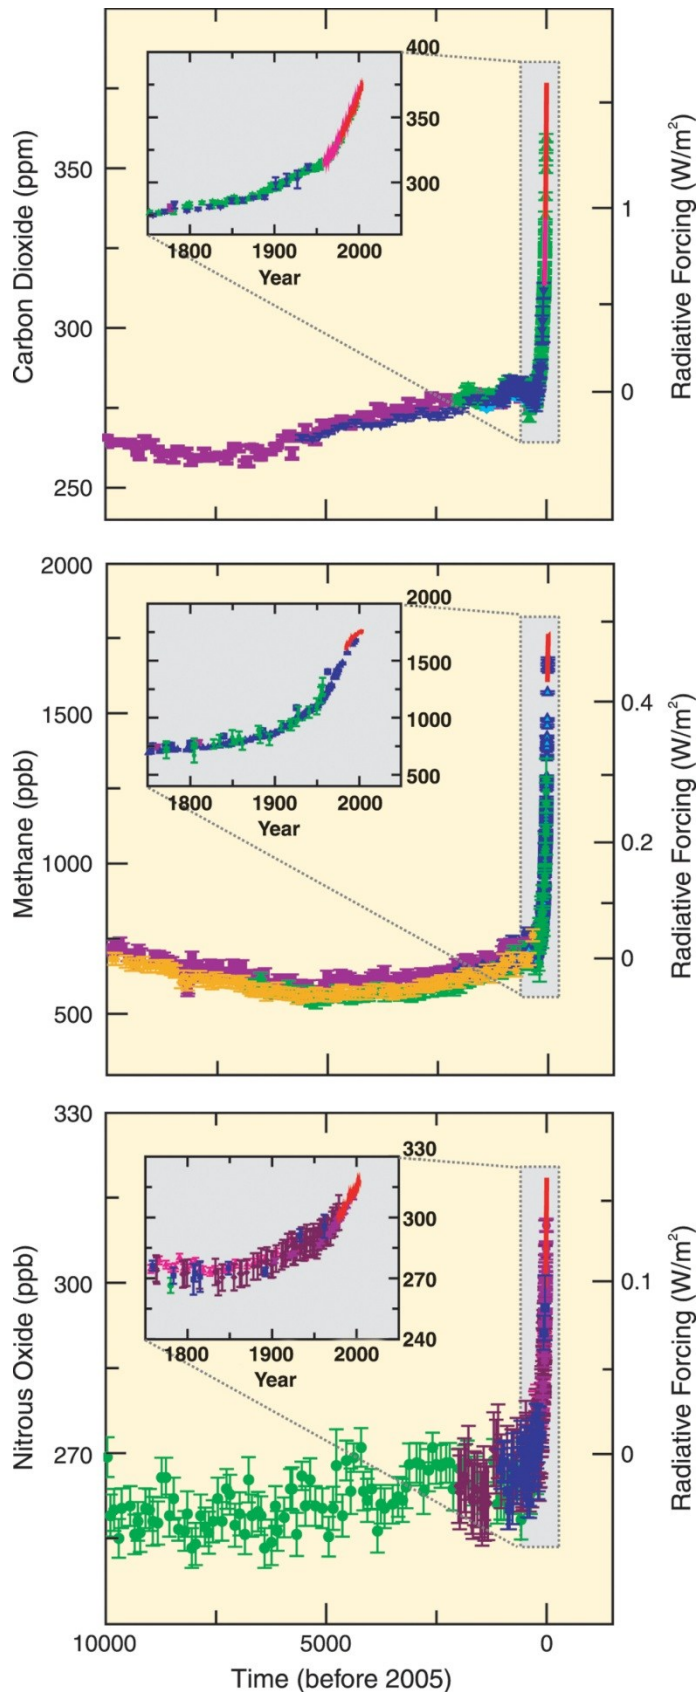 Carbon Dioxide (ppm)
350
300
250
400
350
300
1800 1900 2000
Year
1
0
Radiative Forcing (W/m²)
Methane (ppb)
2000
1500
1000
500
2000
1500
1000
500
1800 1900 2000
Year
0.4
0.2
0
Radiative Forcing (W/m²)
Nitrous Oxide (ppb)
330
300
270
330
300
270
240
1800 1900 2000
Year
0.1
0
Radiative Forcing (W/m²)
10000 5000 0
Time (before 2005)